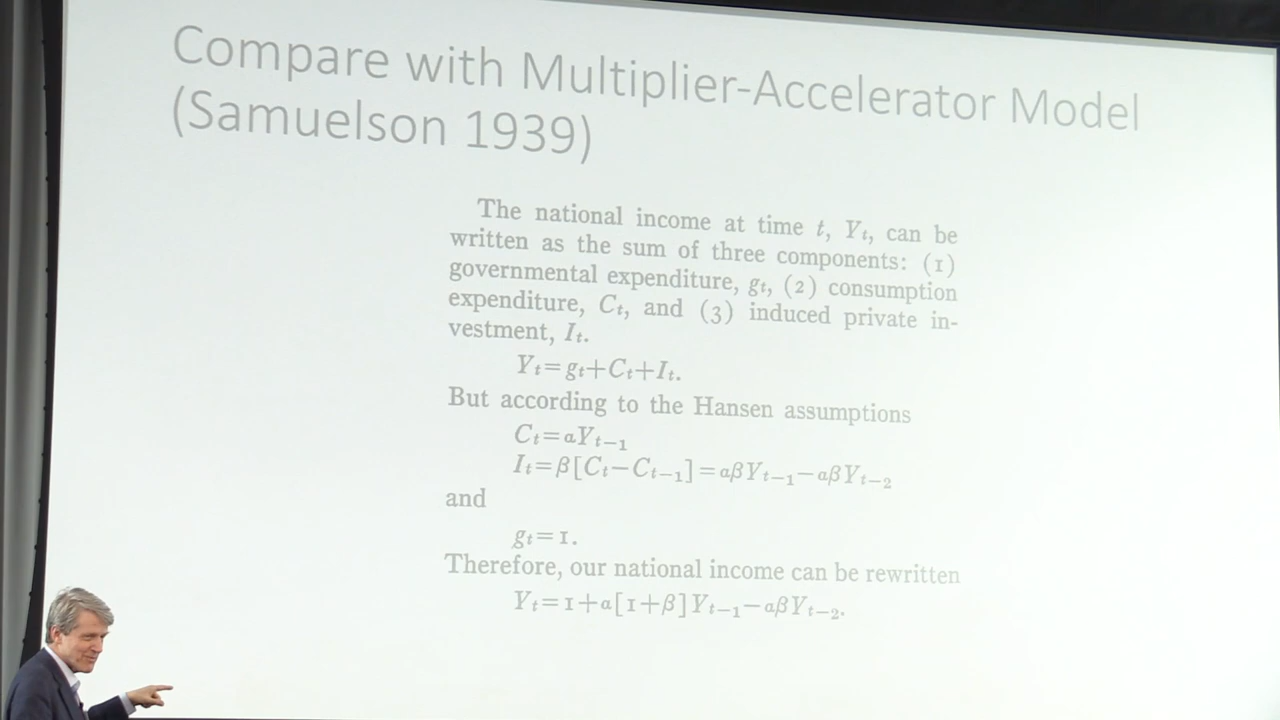 Compare with Multiplier-Accelerator Model
(Samuelson 1939)
The national income at time t, Yt, can be
written as the sum of three components: (1)
governmental expenditure, gt, (2) consumption
expenditure, Ct, and (3) induced private in-
vestment, It.
Yt=gt+Ct+It.
But according to the Hansen assumptions
Ct=αYt−1
It=β[Ct−Ct−1]=αβYt−1−αβYt−2
and
gt=1.
Therefore, our national income can be rewritten
Yt=1+α[1+β]Yt−1−αβYt−2.